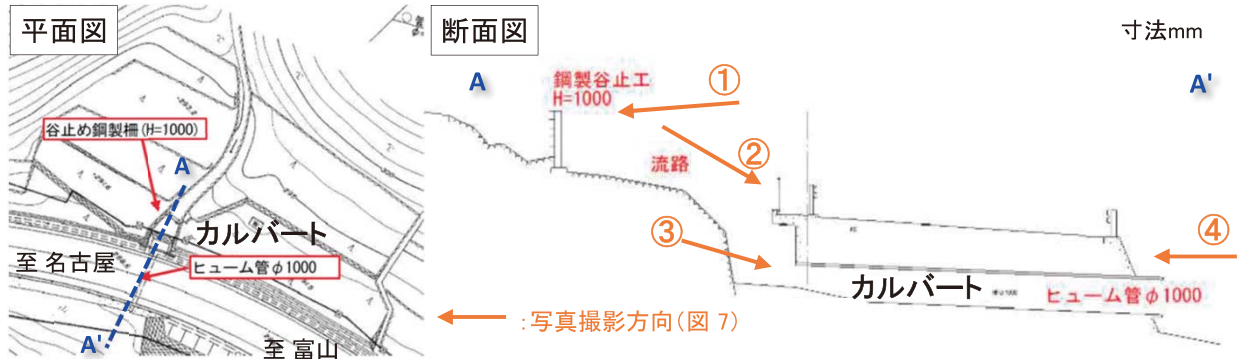 平面図
谷止め鋼製柵(H=1000)
A
カルバート
至 名古屋
ヒューム管φ1000
A'
至 富山
断面図
寸法mm
A
鋼製谷止工
H=1000
①
A'
②
流路
③
④
カルバート
ヒューム管φ1000
:写真撮影方向(図 7)